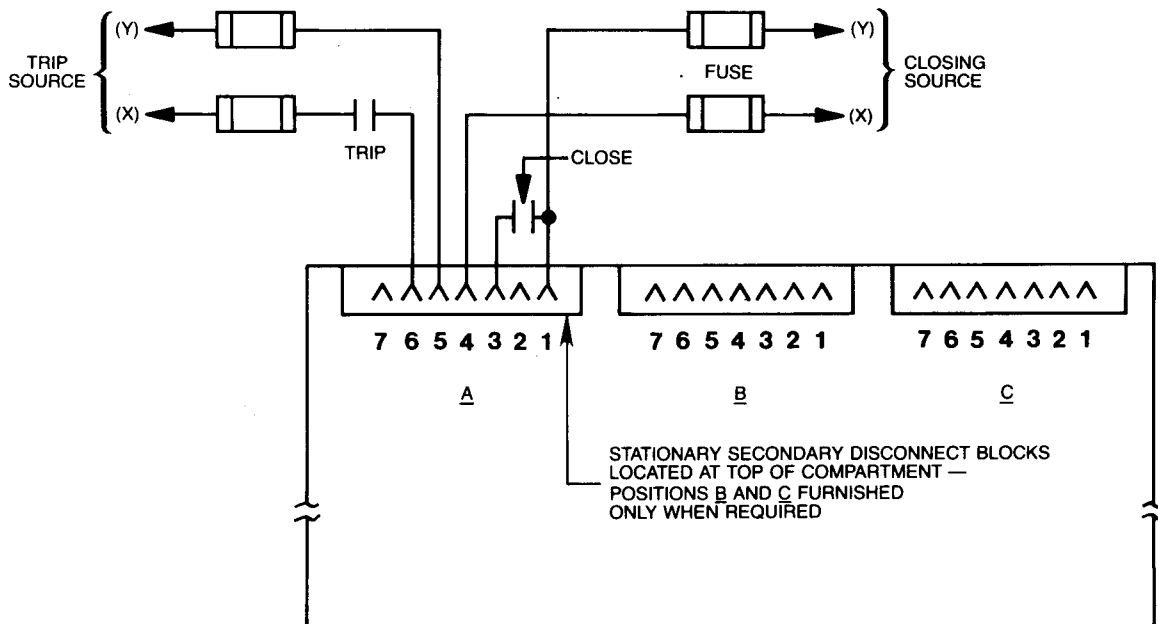 TRIP
SOURCE
(Y)
(X)
TRIP
CLOSE
FUSE
(Y)
(X)
CLOSING
SOURCE
7 6 5 4 3 2 1
A
7 6 5 4 3 2 1
B
7 6 5 4 3 2 1
C
STATIONARY SECONDARY DISCONNECT BLOCKS
LOCATED AT TOP OF COMPARTMENT —
POSITIONS B AND C FURNISHED
ONLY WHEN REQUIRED